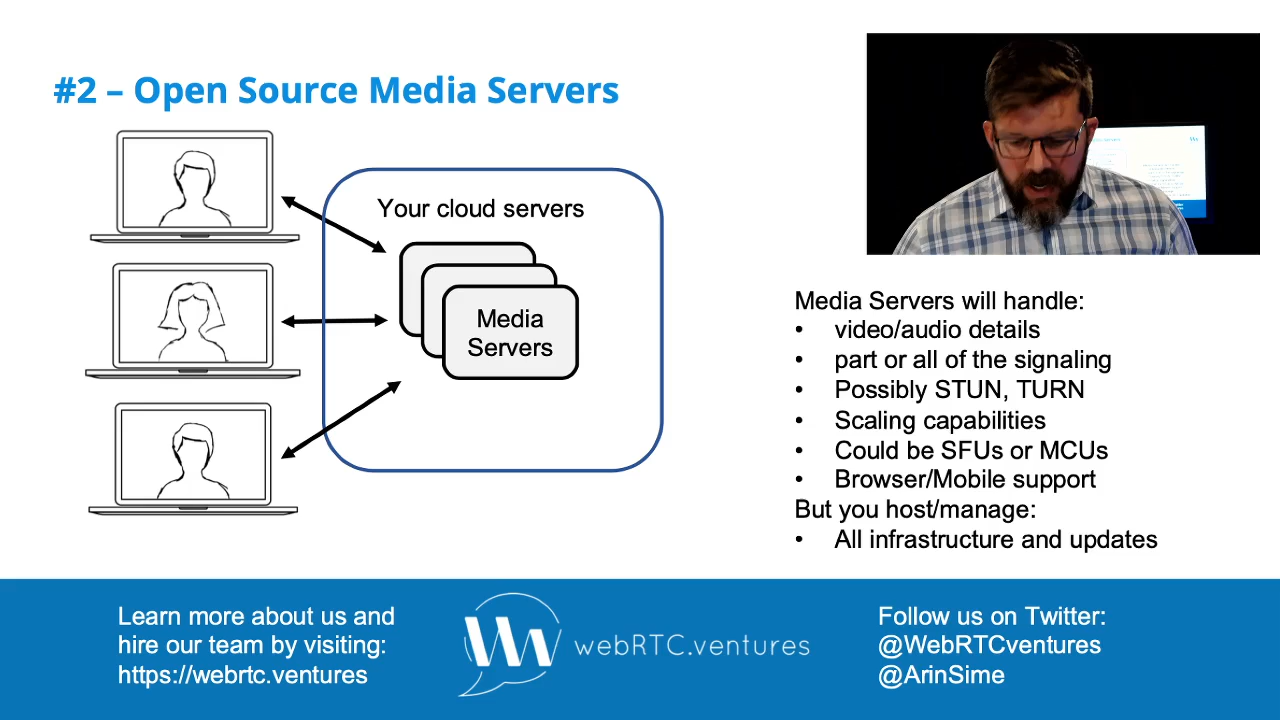 #2 – Open Source Media Servers
Your cloud servers
Media
Servers
Media Servers will handle:
• video/audio details
• part or all of the signaling
• Possibly STUN, TURN
• Scaling capabilities
• Could be SFUs or MCUs
• Browser/Mobile support
But you host/manage:
• All infrastructure and updates
Learn more about us and
hire our team by visiting:
https://webrtc.ventures
webRTC.ventures
Follow us on Twitter:
@WebRTCventures
@ArinSime